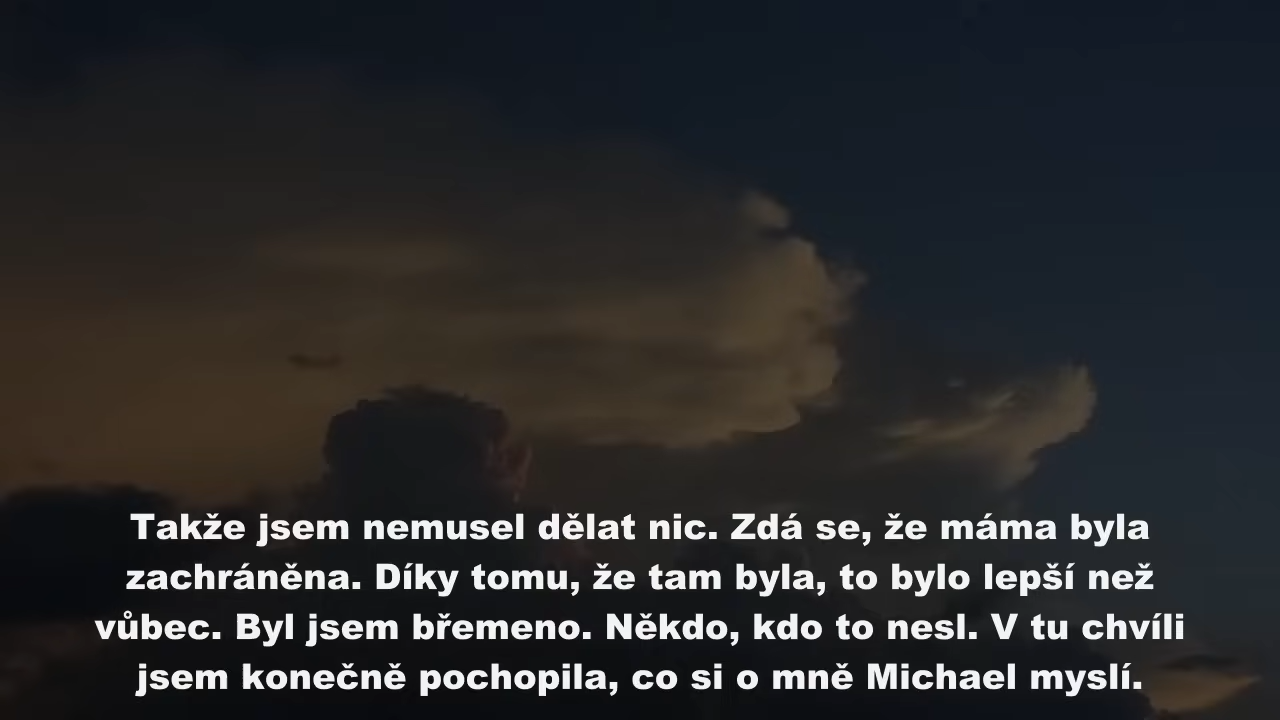 Takže jsem nemusel dělat nic. Zdá se, že máma byla
zachráněna. Díky tomu, že tam byla, to bylo lepší než
vůbec. Byl jsem břemeno. Někdo, kdo to nesl. V tu chvíli
jsem konečně pochopila, co si o mně Michael myslí.